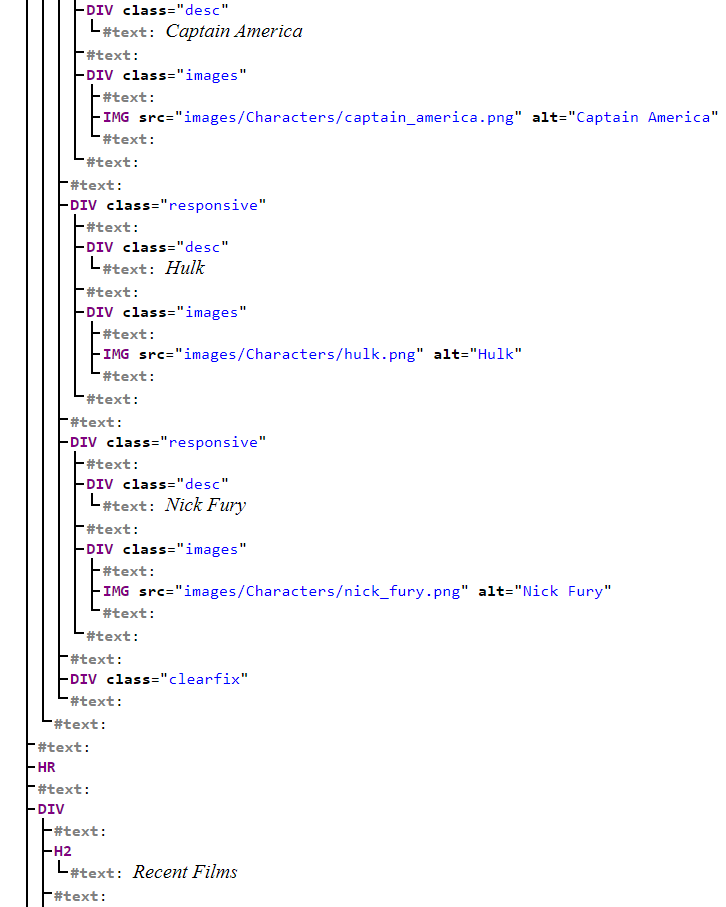 DIV class="desc"
#text: Captain America
#text:
DIV class="images"
#text:
IMG src="images/Characters/captain_america.png" alt="Captain America"
#text:
#text:
#text:
DIV class="responsive"
#text:
DIV class="desc"
#text: Hulk
#text:
DIV class="images"
#text:
IMG src="images/Characters/hulk.png" alt="Hulk"
#text:
#text:
#text:
DIV class="responsive"
#text:
DIV class="desc"
#text: Nick Fury
#text:
DIV class="images"
#text:
IMG src="images/Characters/nick_fury.png" alt="Nick Fury"
#text:
#text:
#text:
DIV class="clearfix"
#text:
#text:
#text:
HR
#text:
DIV
#text:
H2
#text: Recent Films
#text: